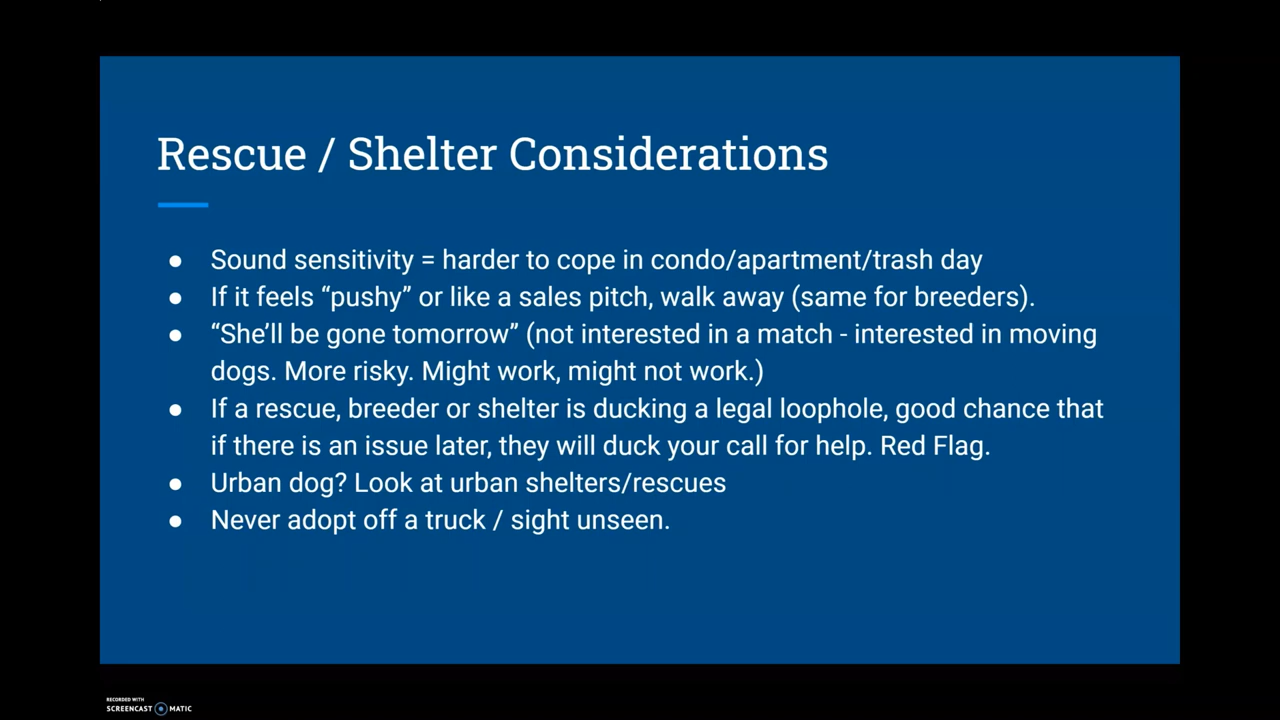 Rescue / Shelter Considerations
● Sound sensitivity = harder to cope in condo/apartment/trash day
● If it feels “pushy” or like a sales pitch, walk away (same for breeders).
● “She’ll be gone tomorrow” (not interested in a match - interested in moving
dogs. More risky. Might work, might not work.)
● If a rescue, breeder or shelter is ducking a legal loophole, good chance that
if there is an issue later, they will duck your call for help. Red Flag.
● Urban dog? Look at urban shelters/rescues
● Never adopt off a truck / sight unseen.
RECORDED WITH
SCREENCAST MATIC